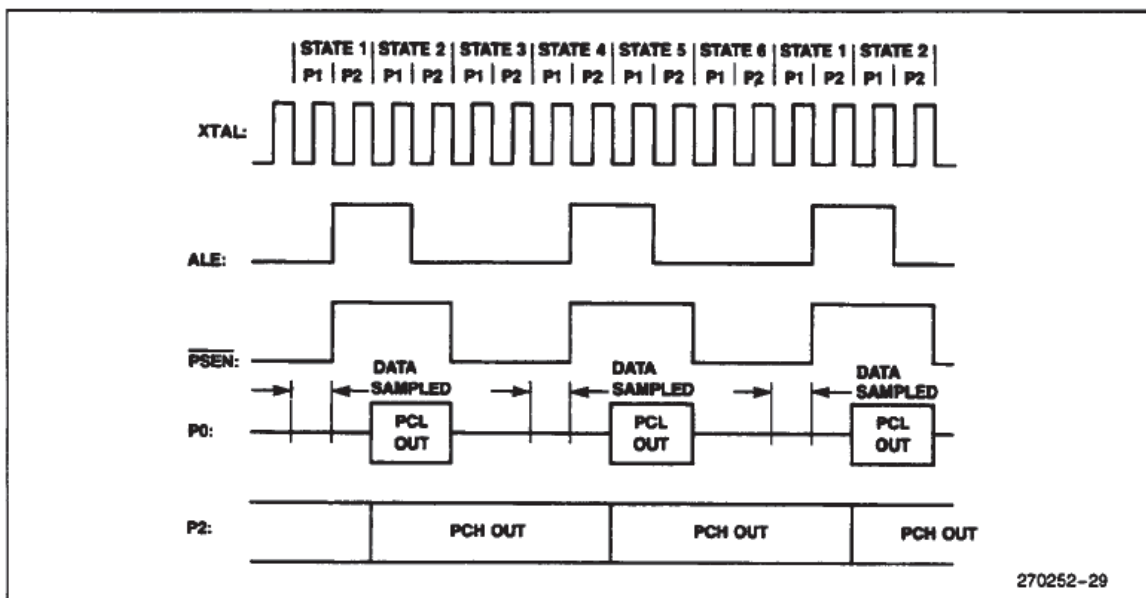 STATE 1 STATE 2 STATE 3 STATE 4 STATE 5 STATE 6 STATE 1 STATE 2
P1 P2 P1 P2 P1 P2 P1 P2 P1 P2 P1 P2 P1 P2 P1 P2
XTAL:
ALE:
PSEN:
DATA SAMPLED DATA SAMPLED DATA SAMPLED
P0:
PCL OUT PCL OUT PCL OUT
P2:
PCH OUT PCH OUT PCH OUT
270252-29